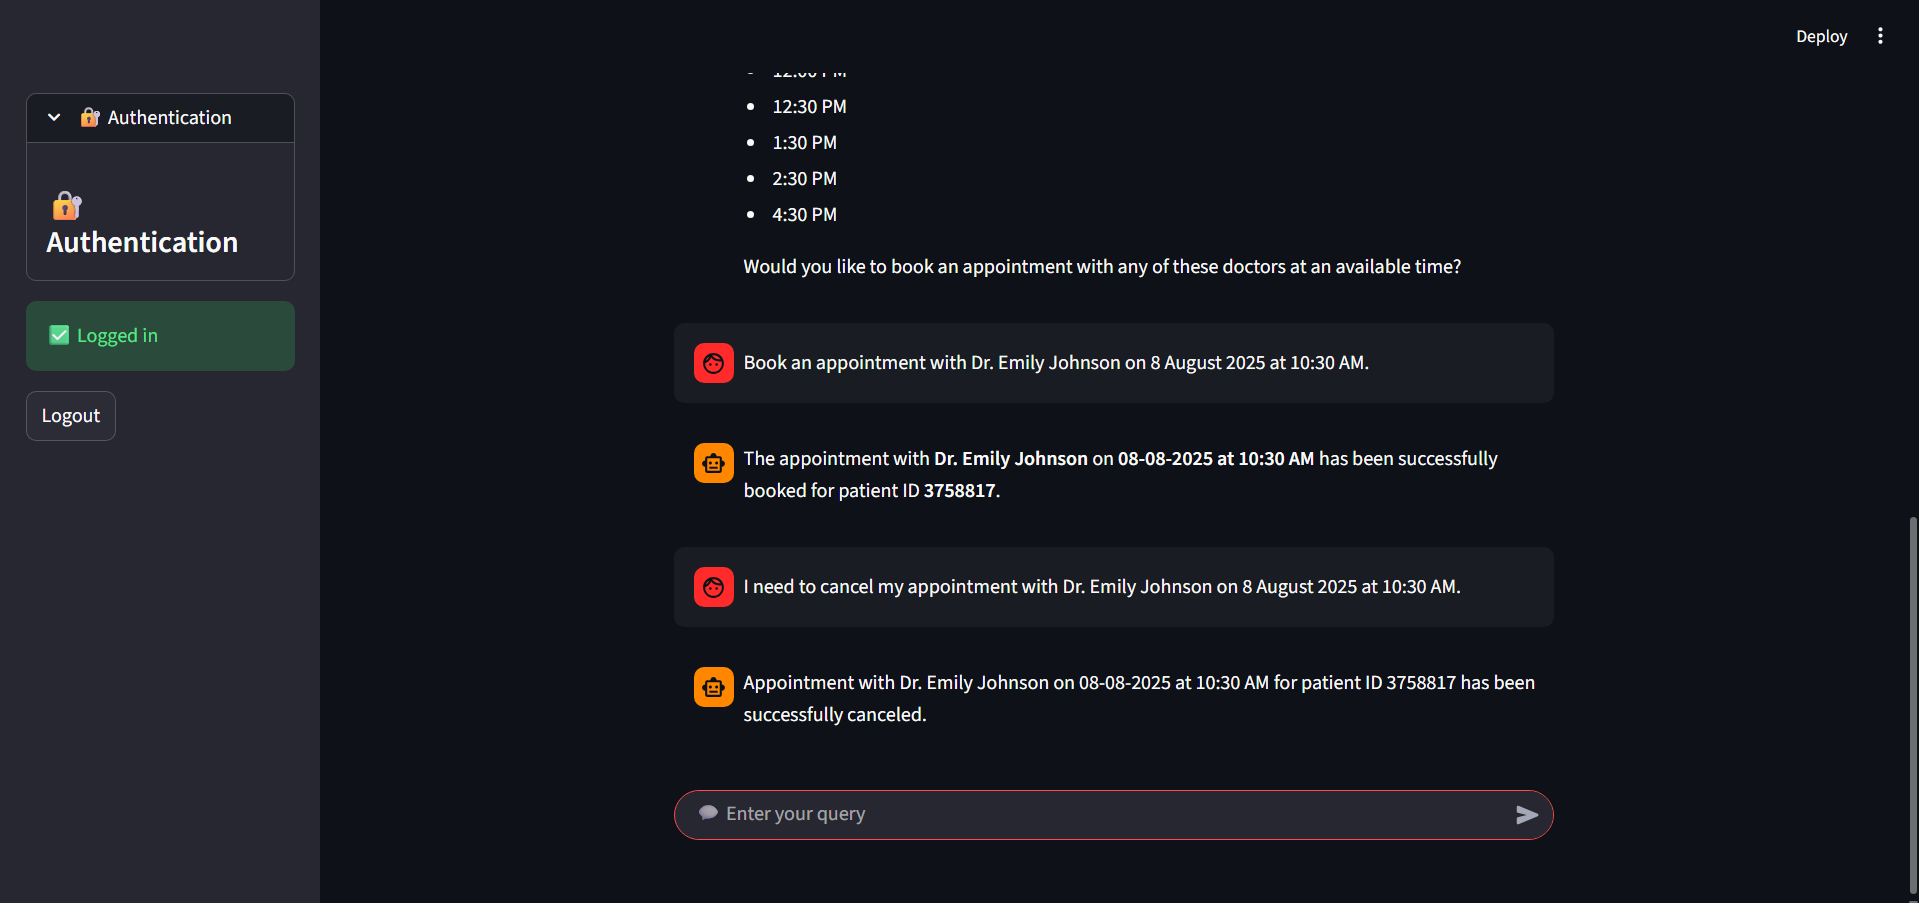 Deploy
Authentication
Authentication
Logged in
Logout
12:30 PM
1:30 PM
2:30 PM
4:30 PM
Would you like to book an appointment with any of these doctors at an available time?
Book an appointment with Dr. Emily Johnson on 8 August 2025 at 10:30 AM.
The appointment with Dr. Emily Johnson on 08-08-2025 at 10:30 AM has been successfully
booked for patient ID 3758817.
I need to cancel my appointment with Dr. Emily Johnson on 8 August 2025 at 10:30 AM.
Appointment with Dr. Emily Johnson on 08-08-2025 at 10:30 AM for patient ID 3758817 has been
successfully canceled.
Enter your query